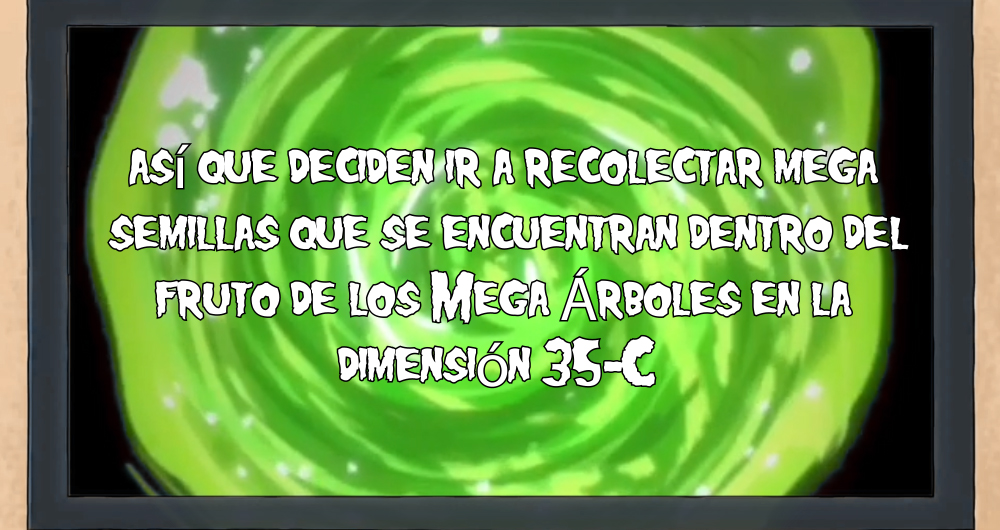 así que deciden ir a recolectar mega
semillas que se encuentran dentro del
fruto de los Mega Árboles en la
dimensión 35-C